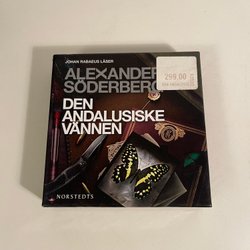 JOHAN RABAEUS LÄSER
ALEXANDER
SÖDERBERG
299,00
DEN
ANDALUSISKE
VÄNNEN
NORSTEDTS